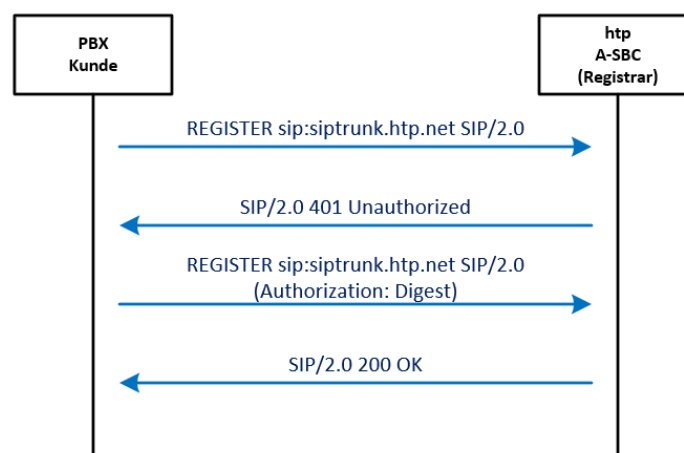 PBX
Kunde
htp
A-SBC
(Registrar)
REGISTER sip:siptrunk.htp.net SIP/2.0
SIP/2.0 401 Unauthorized
REGISTER sip:siptrunk.htp.net SIP/2.0
(Authorization: Digest)
SIP/2.0 200 OK